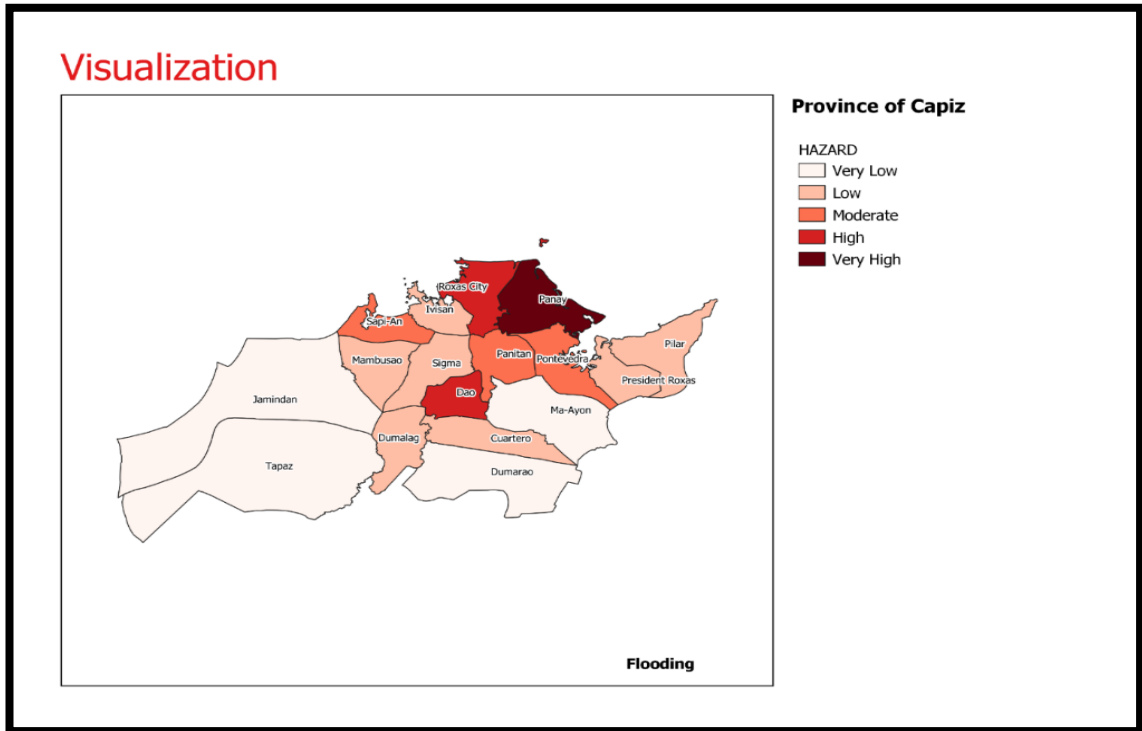 Visualization
Province of Capiz
HAZARD
Very Low
Low
Moderate
High
Very High
Roxas City
Panay
Ivisan
Sapi-An
Mambusao
Sigma
Panitan
Pontevedra
Pilar
President Roxas
Dao
Jamindan
Ma-Ayon
Dumalag
Cuartero
Tapaz
Dumarao
Flooding